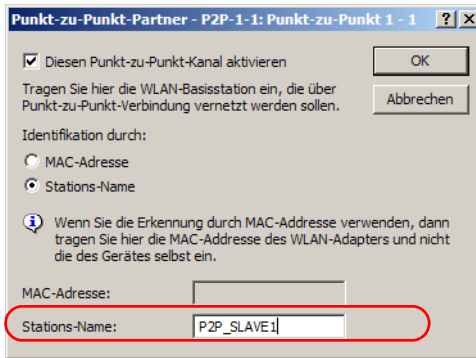 Punkt-zu-Punkt-Partner - P2P-1-1: Punkt-zu-Punkt 1 - 1
Diesen Punkt-zu-Punkt-Kanal aktivieren
OK
Tragen Sie hier die WLAN-Basisstation ein, die über
Punkt-zu-Punkt-Verbindung vernetzt werden sollen.
Abbrechen
Identifikation durch:
MAC-Adresse
Stations-Name
Wenn Sie die Erkennung durch MAC-Addresse verwenden, dann
tragen Sie hier die MAC-Addresse des WLAN-Adapters und nicht
die des Gerätes selbst ein.
MAC-Adresse:
Stations-Name: P2P_SLAVE1